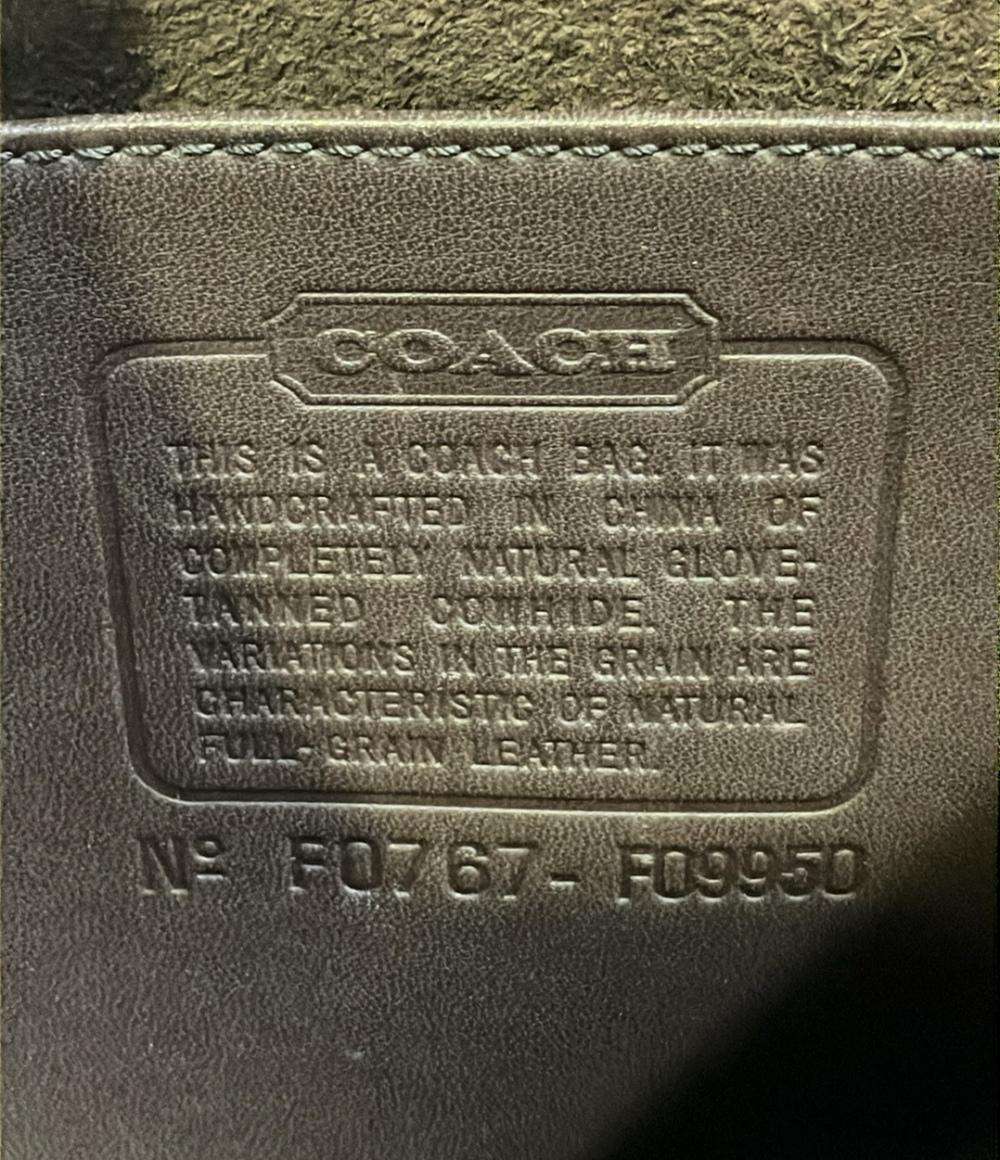 COACH
THIS IS A COACH BAG. IT WAS
HANDCRAFTED IN CHINA OF
COMPLETELY NATURAL GLOVE-
TANNED COWHIDE. THE
VARIATIONS IN THE GRAIN ARE
CHARACTERISTIC OF NATURAL
FULL-GRAIN LEATHER.
Nº F0767-F09950